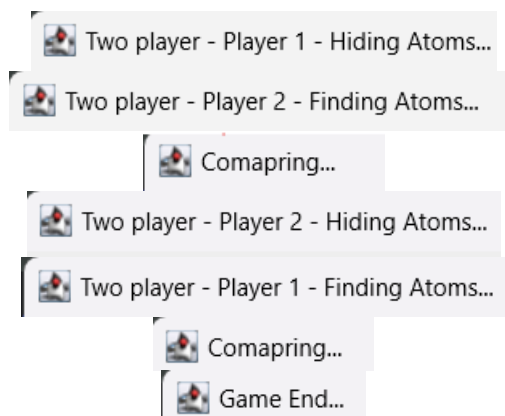 Two player - Player 1 - Hiding Atoms...
Two player - Player 2 - Finding Atoms...
Comapring...
Two player - Player 2 - Hiding Atoms...
Two player - Player 1 - Finding Atoms...
Comapring...
Game End...